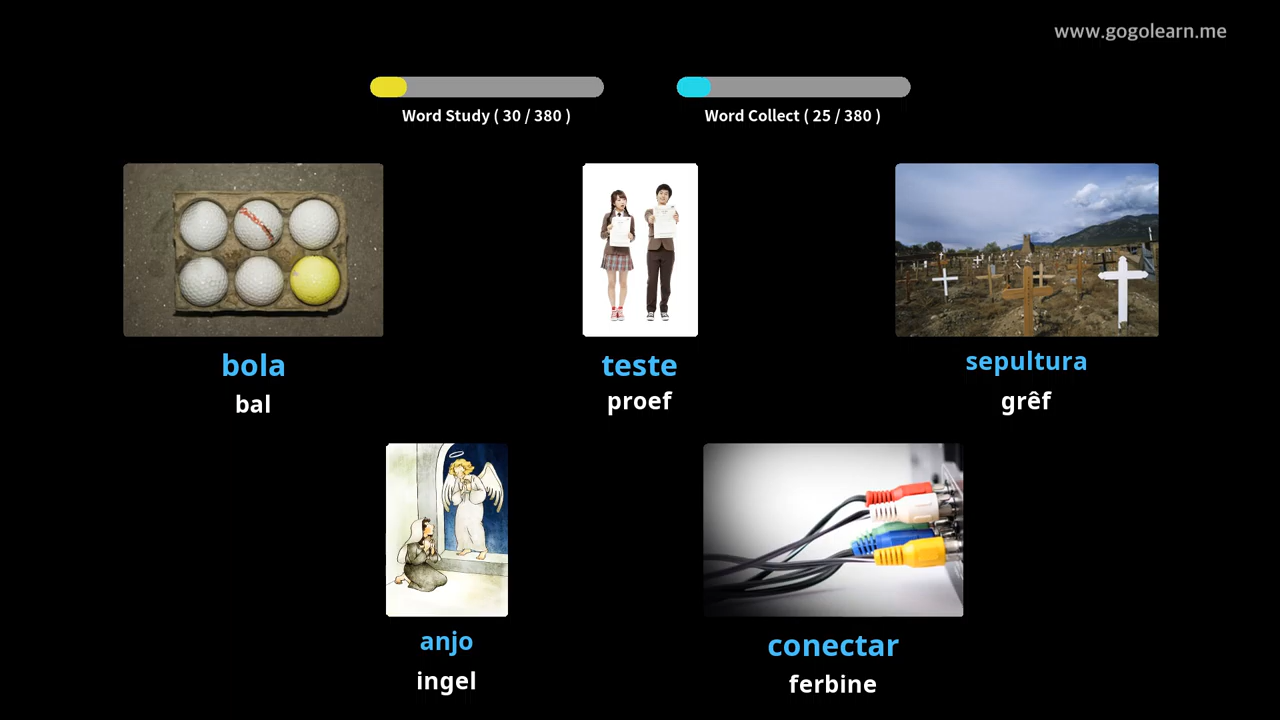 www.gogolearn.me
Word Study ( 30 / 380 )
Word Collect ( 25 / 380 )
bola
bal
teste
proef
sepultura
grêf
anjo
ingel
conectar
ferbine